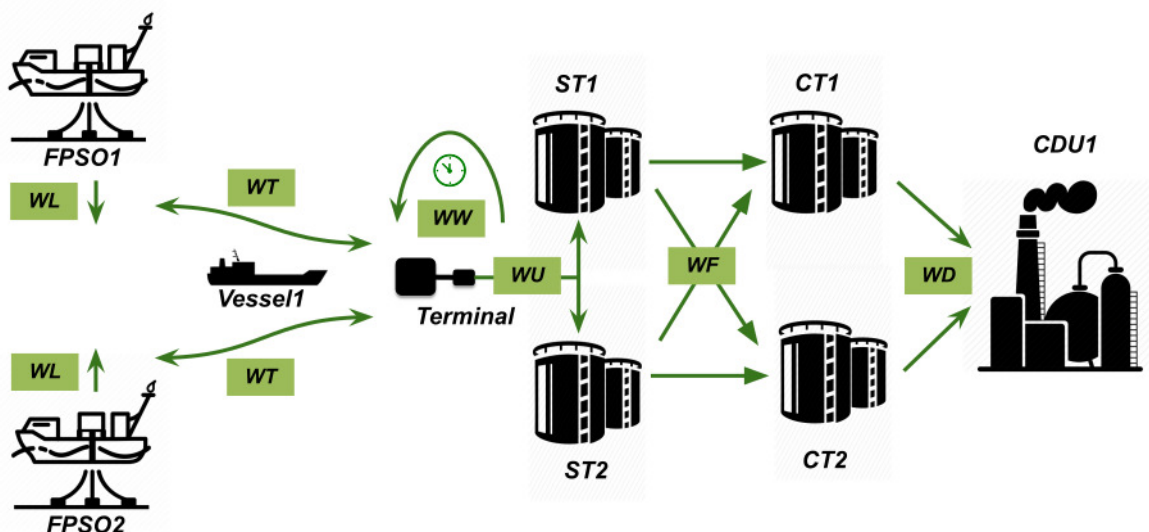 FPSO1
WL
WT
WW
Vessel1
Terminal
WU
ST1
CT1
CDU1
WF
WD
WL
WT
FPSO2
ST2
CT2